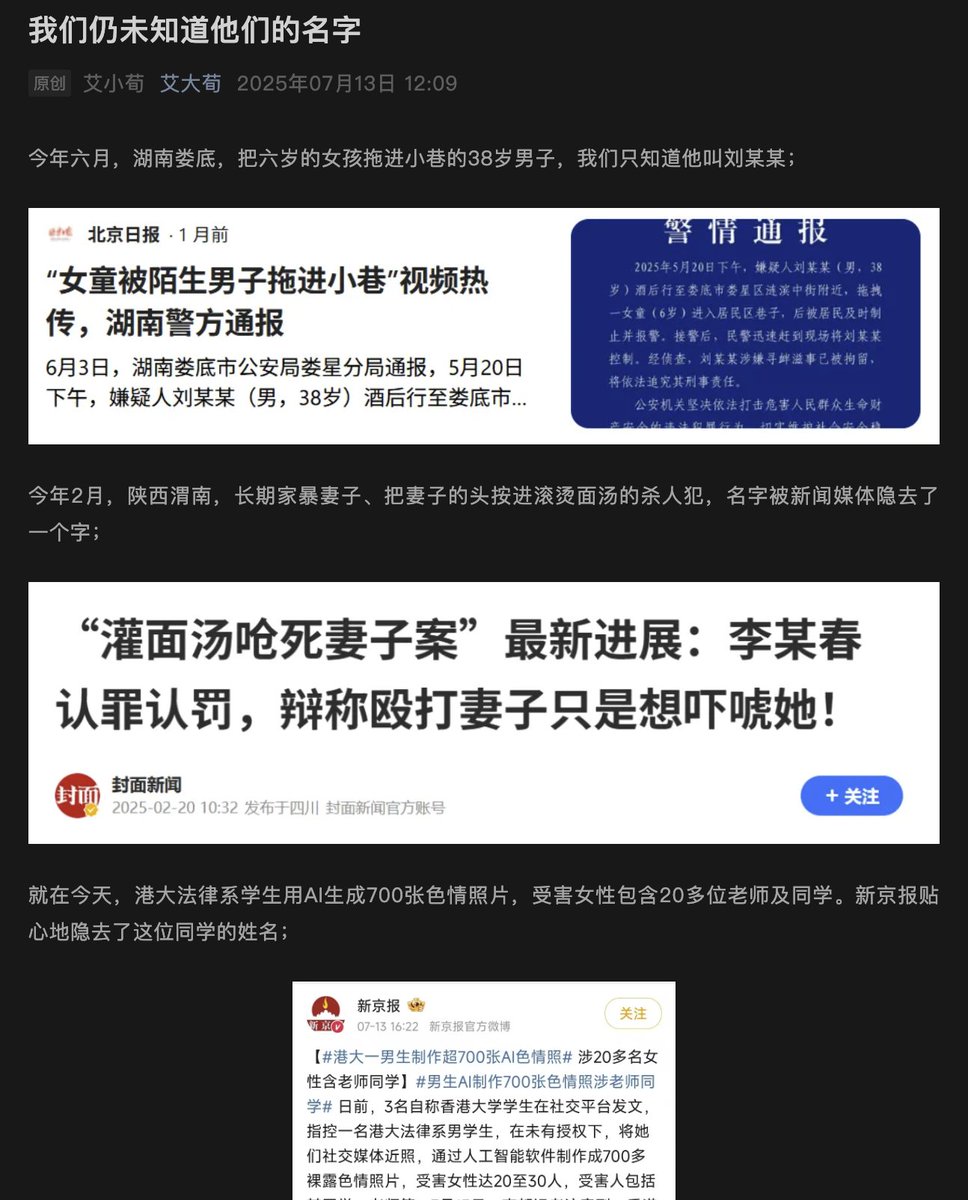 我们仍未知道他们的名字
原创 艾小荀 艾大荀 2025年07月13日 12:09
今年六月，湖南娄底，把六岁的女孩拖进小巷的38岁男子，我们只知道他叫刘某某；
北京日报 · 1 月前
“女童被陌生男子拖进小巷”视频热
传，湖南警方通报
6月3日，湖南娄底市公安局娄星分局通报，5月20日
下午，嫌疑人刘某某（男，38岁）酒后行至娄底市...
警情通报
2025年5月20日下午，嫌疑人刘某某（男，38
岁）酒后行至娄底市娄星区涟滨中街附近，拖拽
一女童（6岁）进入居民区巷子，后被居民及时制
止并报警。接警后，民警迅速赶到现场将刘某某
控制。经侦查，刘某某涉嫌寻衅滋事已被拘留，
将依法追究其刑事责任。
公安机关坚决依法打击危害人民群众生命财
今年2月，陕西渭南，长期家暴妻子、把妻子的头按进滚烫面汤的杀人犯，名字被新闻媒体隐去了
一个字；
“灌面汤呛死妻子案”最新进展：李某春
认罪认罚，辩称殴打妻子只是想吓唬她！
封面
封面新闻
2025-02-20 10:32 发布于四川 封面新闻官方账号
+ 关注
就在今天，港大法律系学生用AI生成700张色情照片，受害女性包含20多位老师及同学。新京报贴
心地隐去了这位同学的姓名；
新京报
07-13 16:22 新京报官方微博
关注
【#港大一男生制作超700张AI色情照# 涉20多名女
性含老师同学】#男生AI制作700张色情照涉老师同
学# 日前，3名自称香港大学学生在社交平台发文，
指控一名港大法律系男学生，在未有授权下，将她
们社交媒体近照，通过人工智能软件制作成700多
裸露色情照片，受害女性达20至30人，受害人包括